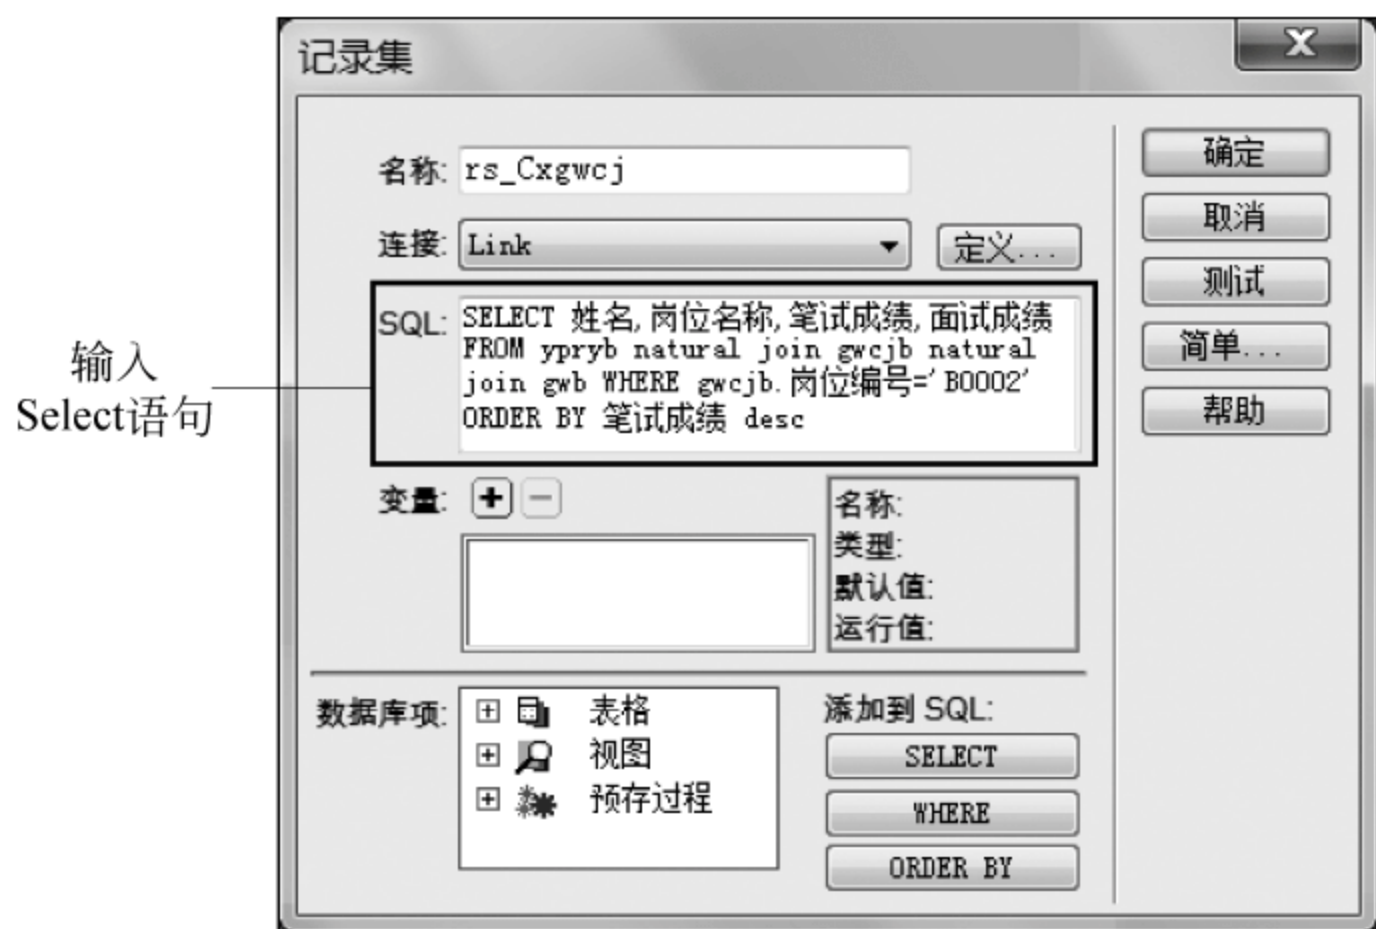 记录集
名称: rs_Cxgwcj
连接: Link 定义...
SQL: SELECT 姓名,岗位名称,笔试成绩,面试成绩
FROM ypryb natural join gwcjb natural
join gwb WHERE gwcjb.岗位编号='B0002'
ORDER BY 笔试成绩 desc
输入
Select语句
变量:
名称:
类型:
默认值:
运行值:
数据库项:
表格
视图
预存过程
添加到 SQL:
SELECT
WHERE
ORDER BY
确定
取消
测试
简单...
帮助